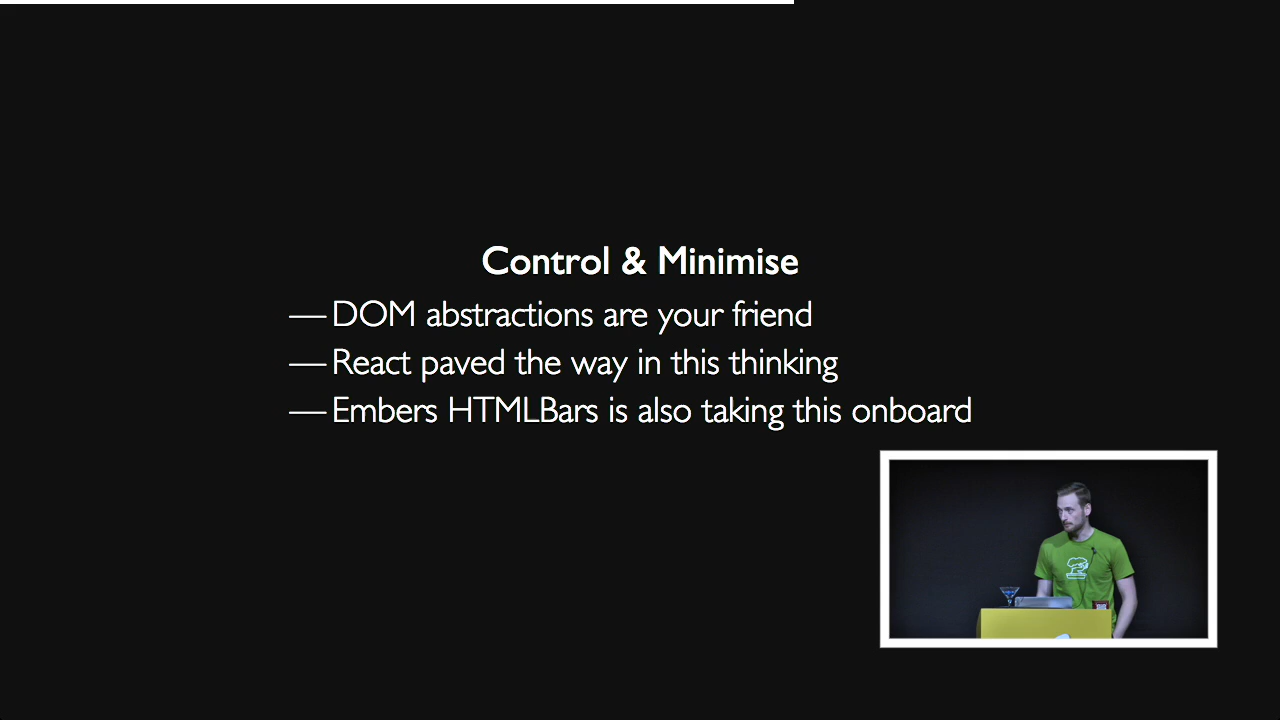 Control & Minimise
— DOM abstractions are your friend
— React paved the way in this thinking
— Embers HTMLBars is also taking this onboard